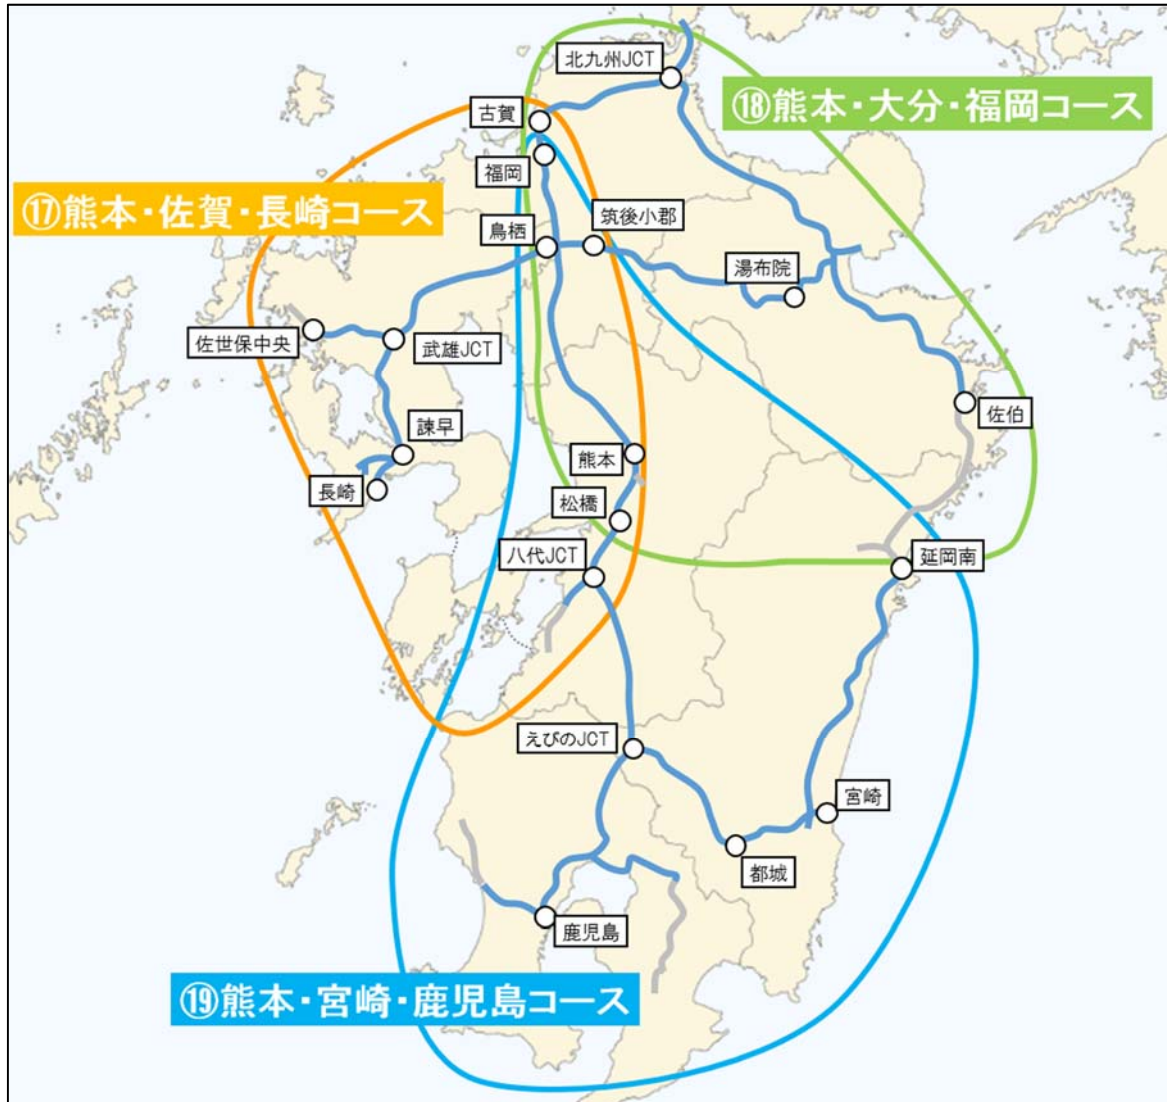 北九州JCT
⑱熊本・大分・福岡コース
古賀
福岡
⑰熊本・佐賀・長崎コース
鳥栖
筑後小郡
湯布院
佐世保中央
武雄JCT
佐伯
諫早
熊本
長崎
松橋
八代JCT
延岡南
えびのJCT
宮崎
都城
鹿児島
⑲熊本・宮崎・鹿児島コース